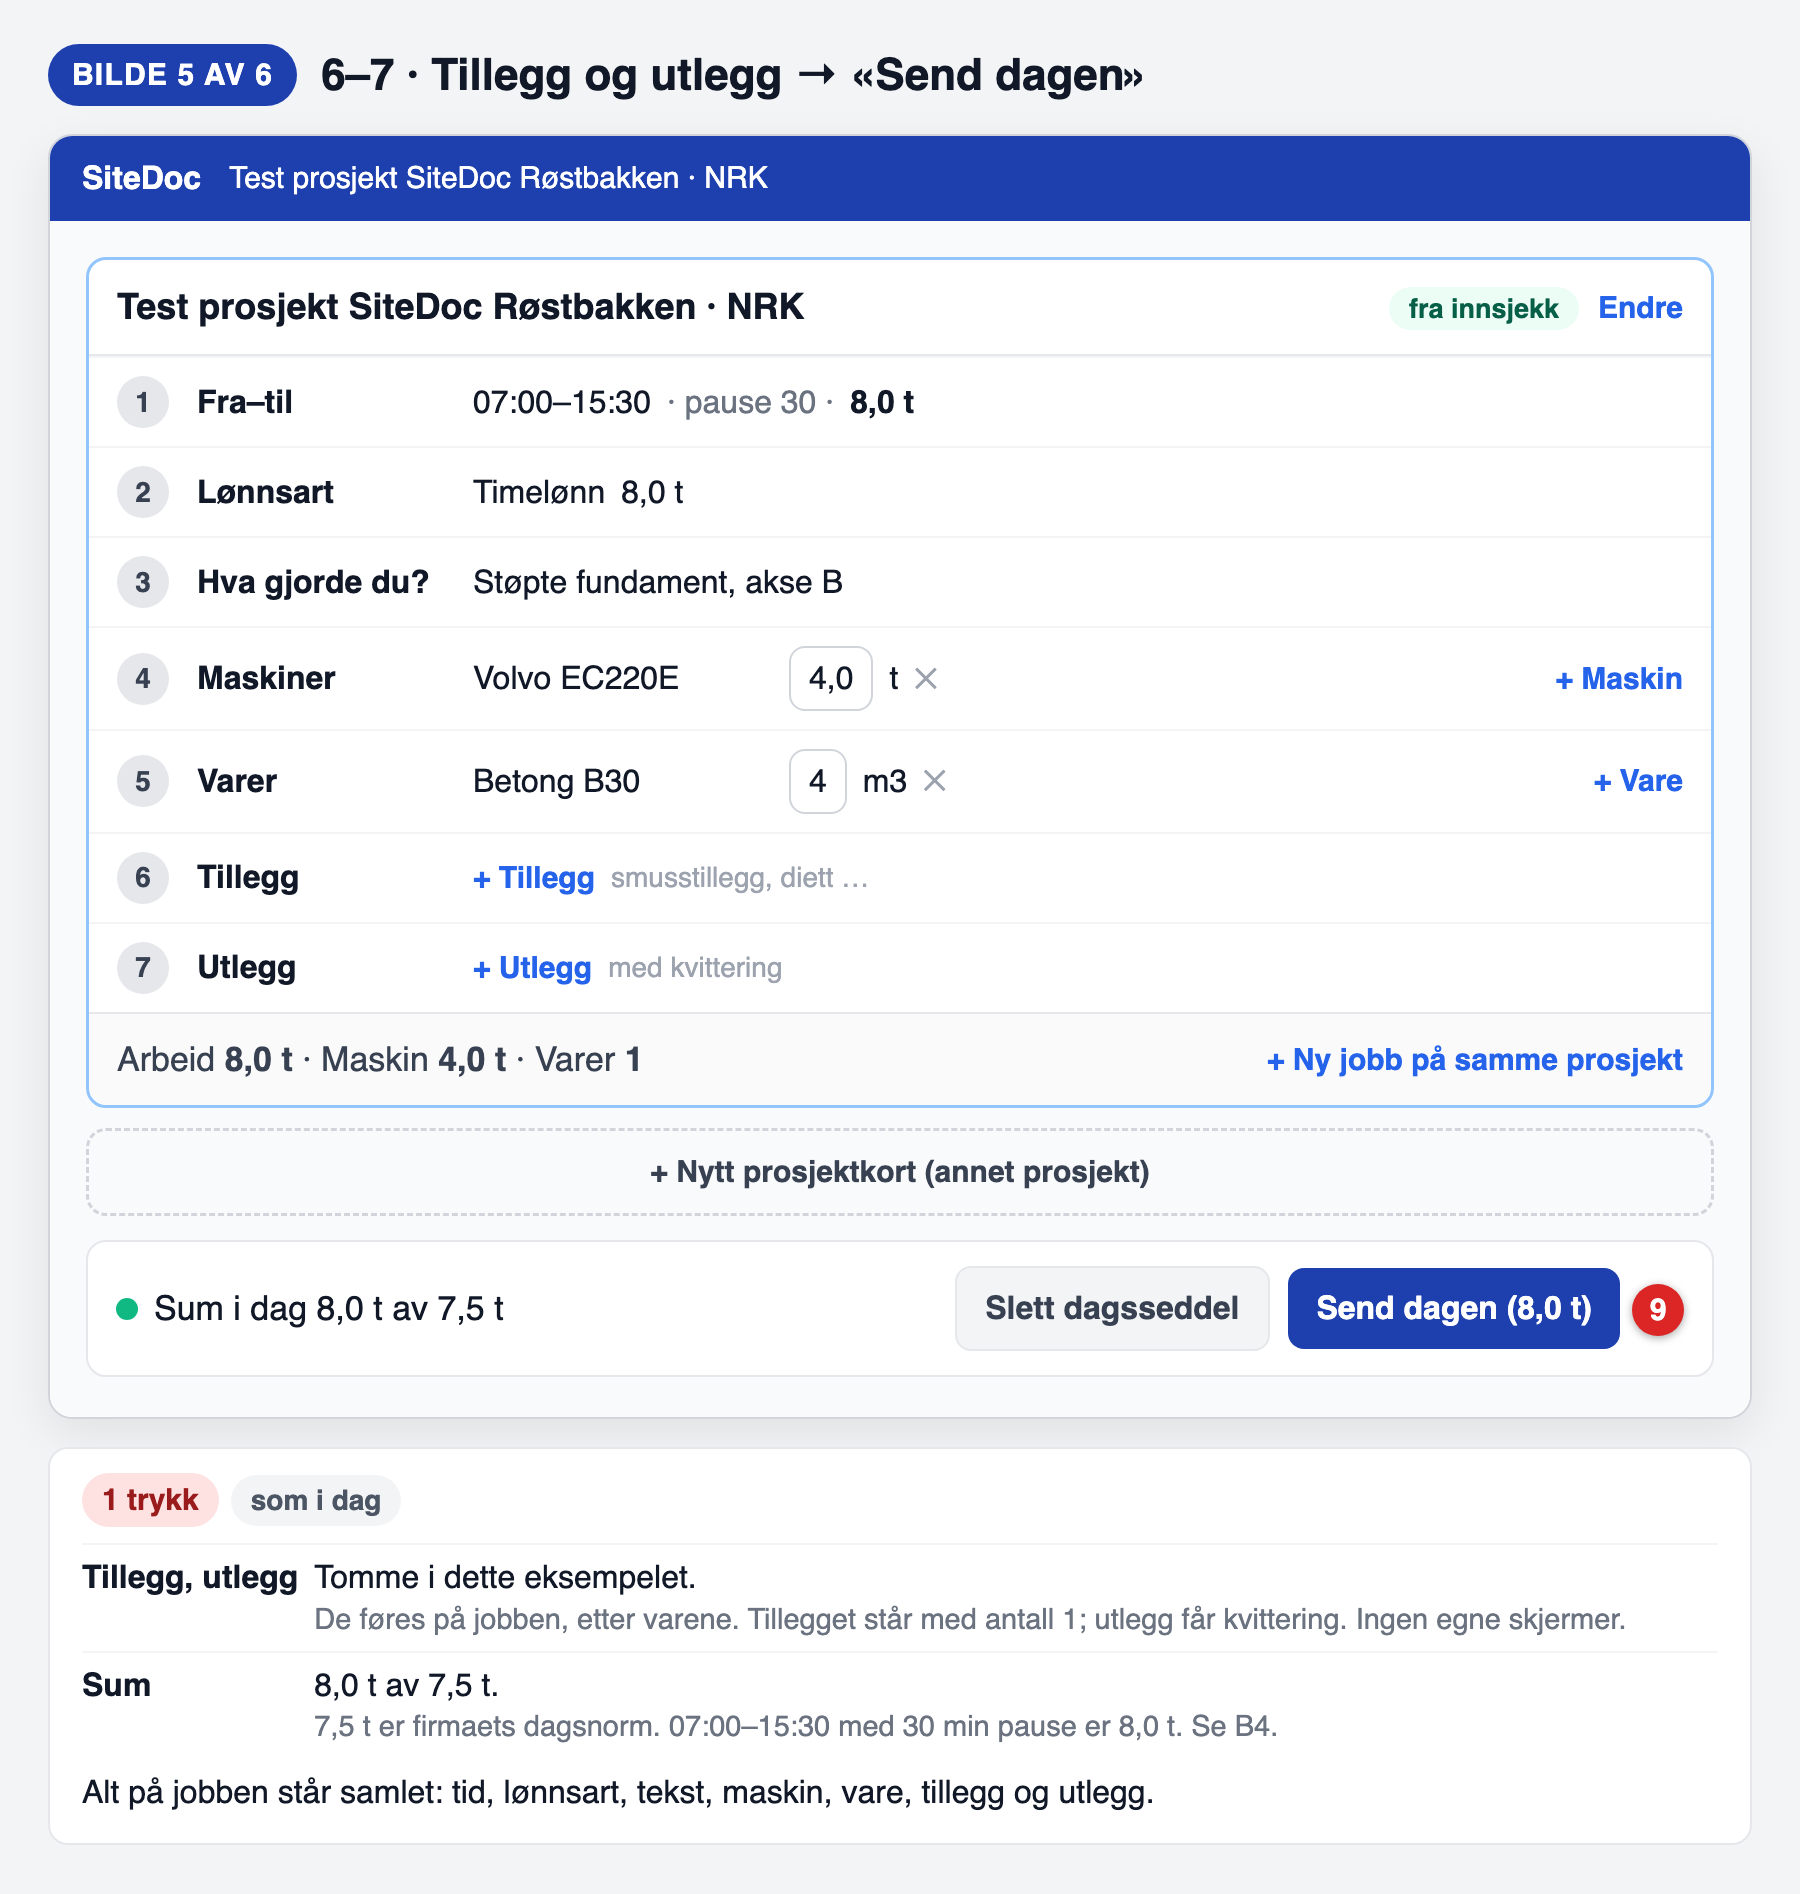 BILDE 5 AV 6 6–7 · Tillegg og utlegg → «Send dagen»
SiteDoc Test prosjekt SiteDoc Røstbakken · NRK
Test prosjekt SiteDoc Røstbakken · NRK fra innsjekk Endre
1 Fra–til 07:00–15:30 · pause 30 · 8,0 t
2 Lønnsart Timelønn 8,0 t
3 Hva gjorde du? Støpte fundament, akse B
4 Maskiner Volvo EC220E 4,0 t × + Maskin
5 Varer Betong B30 4 m3 × + Vare
6 Tillegg + Tillegg smusstillegg, diett …
7 Utlegg + Utlegg med kvittering
Arbeid 8,0 t · Maskin 4,0 t · Varer 1 + Ny jobb på samme prosjekt
+ Nytt prosjektkort (annet prosjekt)
Sum i dag 8,0 t av 7,5 t Slett dagsseddel Send dagen (8,0 t) 9
1 trykk som i dag
Tillegg, utlegg Tomme i dette eksempelet.
De føres på jobben, etter varene. Tillegget står med antall 1; utlegg får kvittering. Ingen egne skjermer.
Sum 8,0 t av 7,5 t.
7,5 t er firmaets dagsnorm. 07:00–15:30 med 30 min pause er 8,0 t. Se B4.
Alt på jobben står samlet: tid, lønnsart, tekst, maskin, vare, tillegg og utlegg.